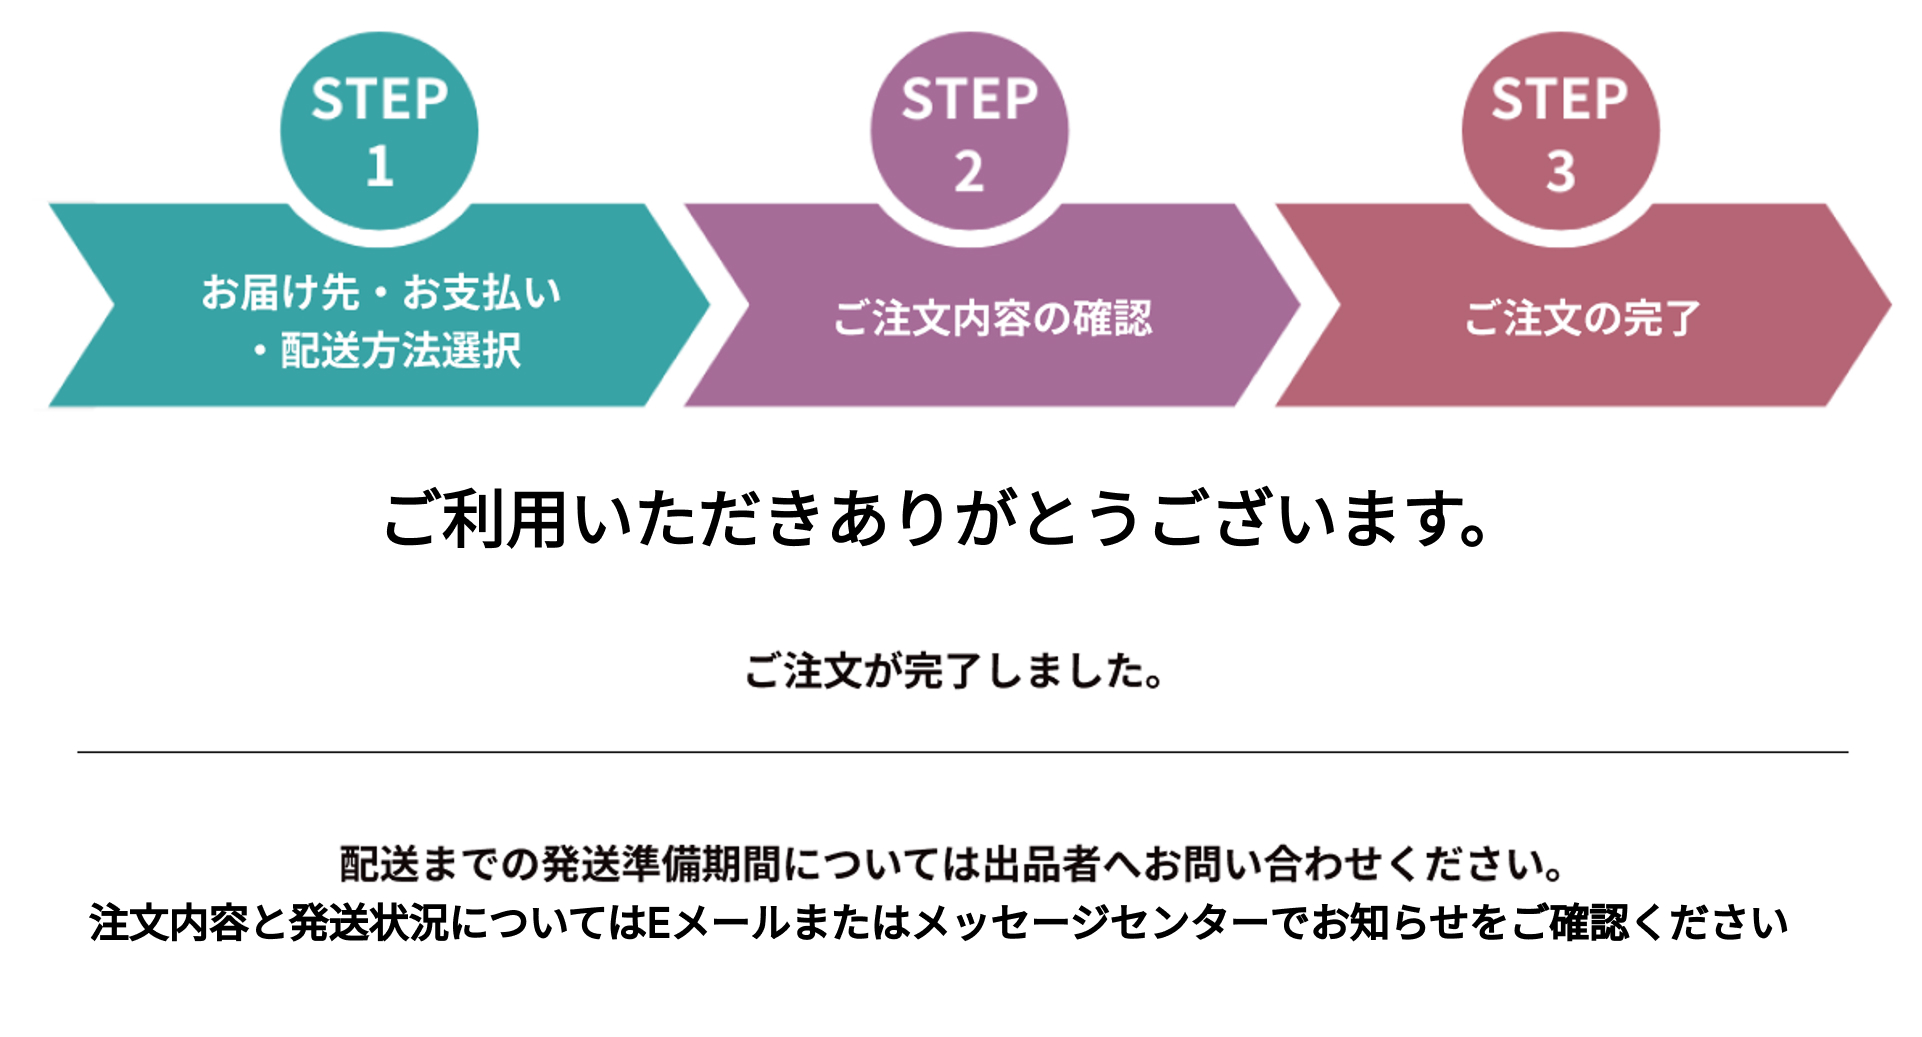 STEP
1
お届け先・お支払い
・配送方法選択
STEP
2
ご注文内容の確認
STEP
3
ご注文の完了
ご利用いただきありがとうございます。
ご注文が完了しました。
配送までの発送準備期間については出品者へお問い合わせください。
注文内容と発送状況についてはEメールまたはメッセージセンターでお知らせをご確認ください